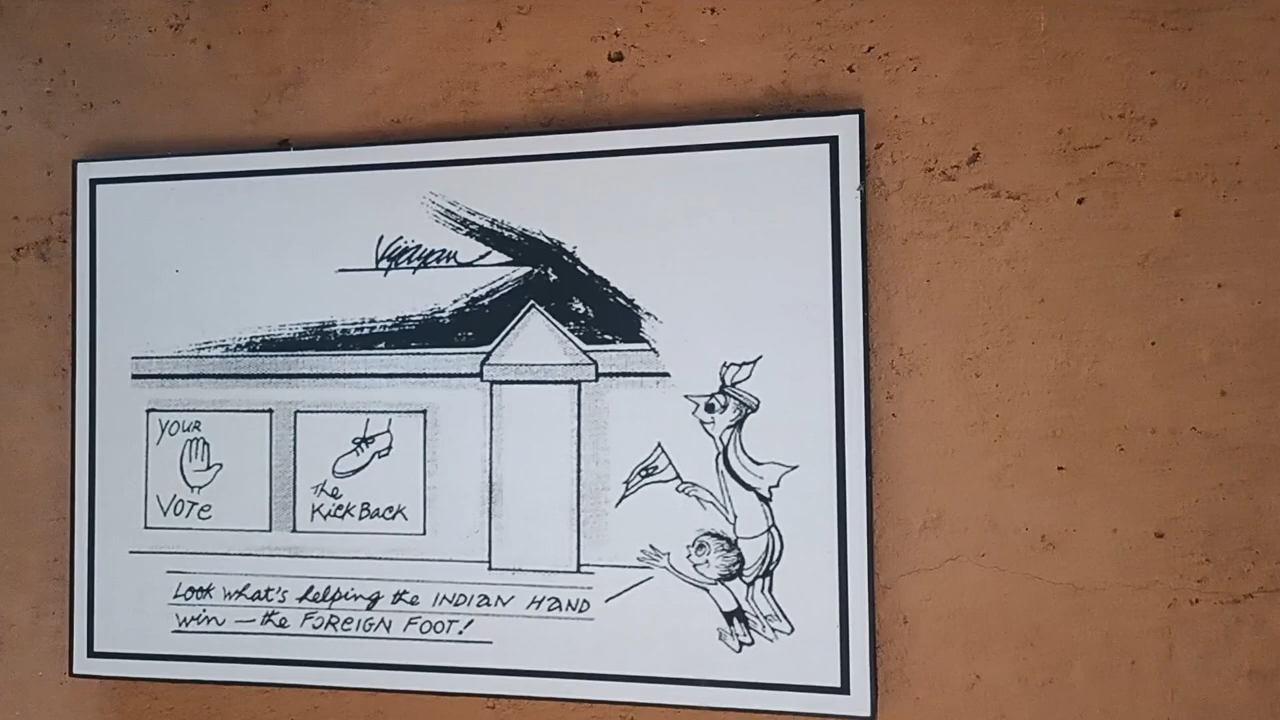 Vijayan
YOUR
VOTe
The
KickBack
Look what's helping the INDIAN HAND
win — the FOREIGN FOOT!